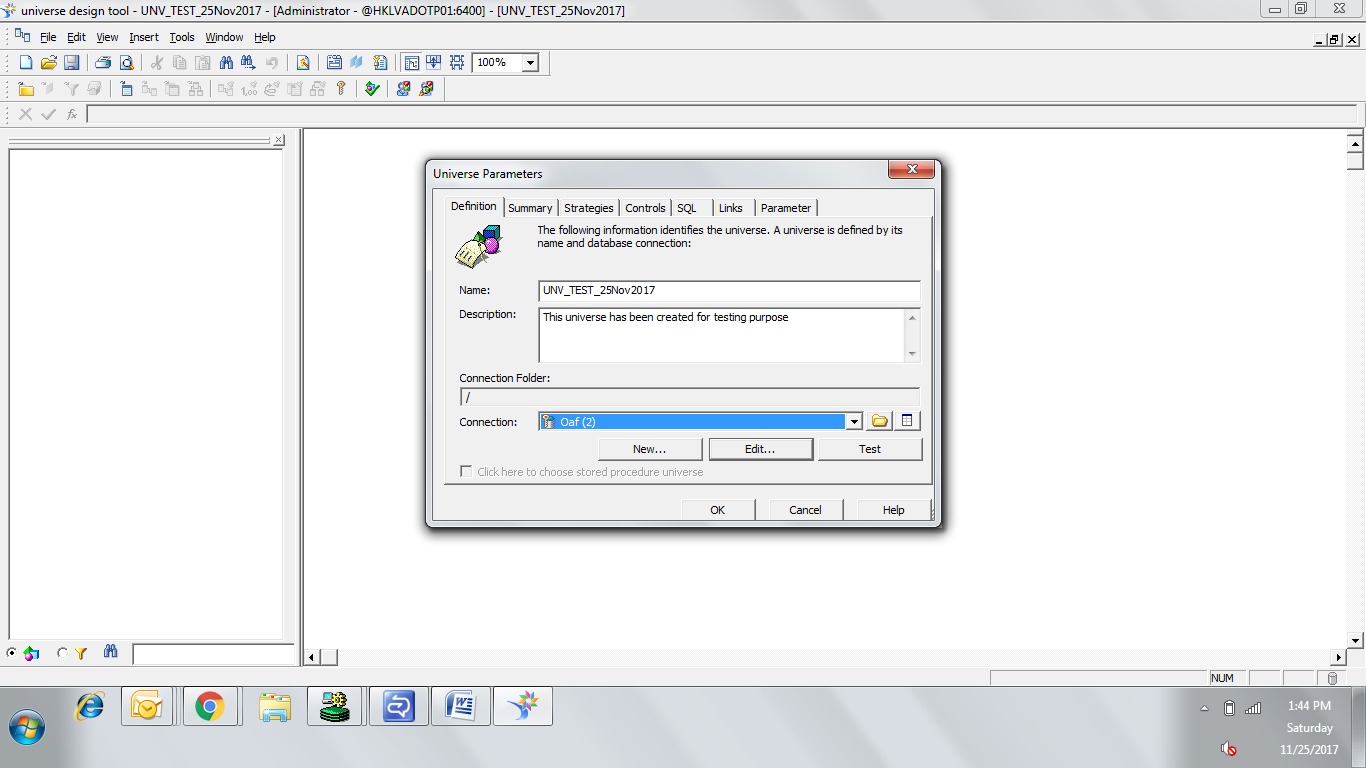 universe design tool - UNV_TEST_25Nov2017 - [Administrator - @HKLVADOTP01:6400] - [UNV_TEST_25Nov2017]
File Edit View Insert Tools Window Help
100%
Universe Parameters
Definition Summary Strategies Controls SQL Links Parameter
The following information identifies the universe. A universe is defined by its
name and database connection:
Name: UNV_TEST_25Nov2017
Description: This universe has been created for testing purpose
Connection Folder:
/
Connection: Oaf (2)
New... Edit... Test
Click here to choose stored procedure universe
OK Cancel Help
NUM
1:44 PM
Saturday
11/25/2017